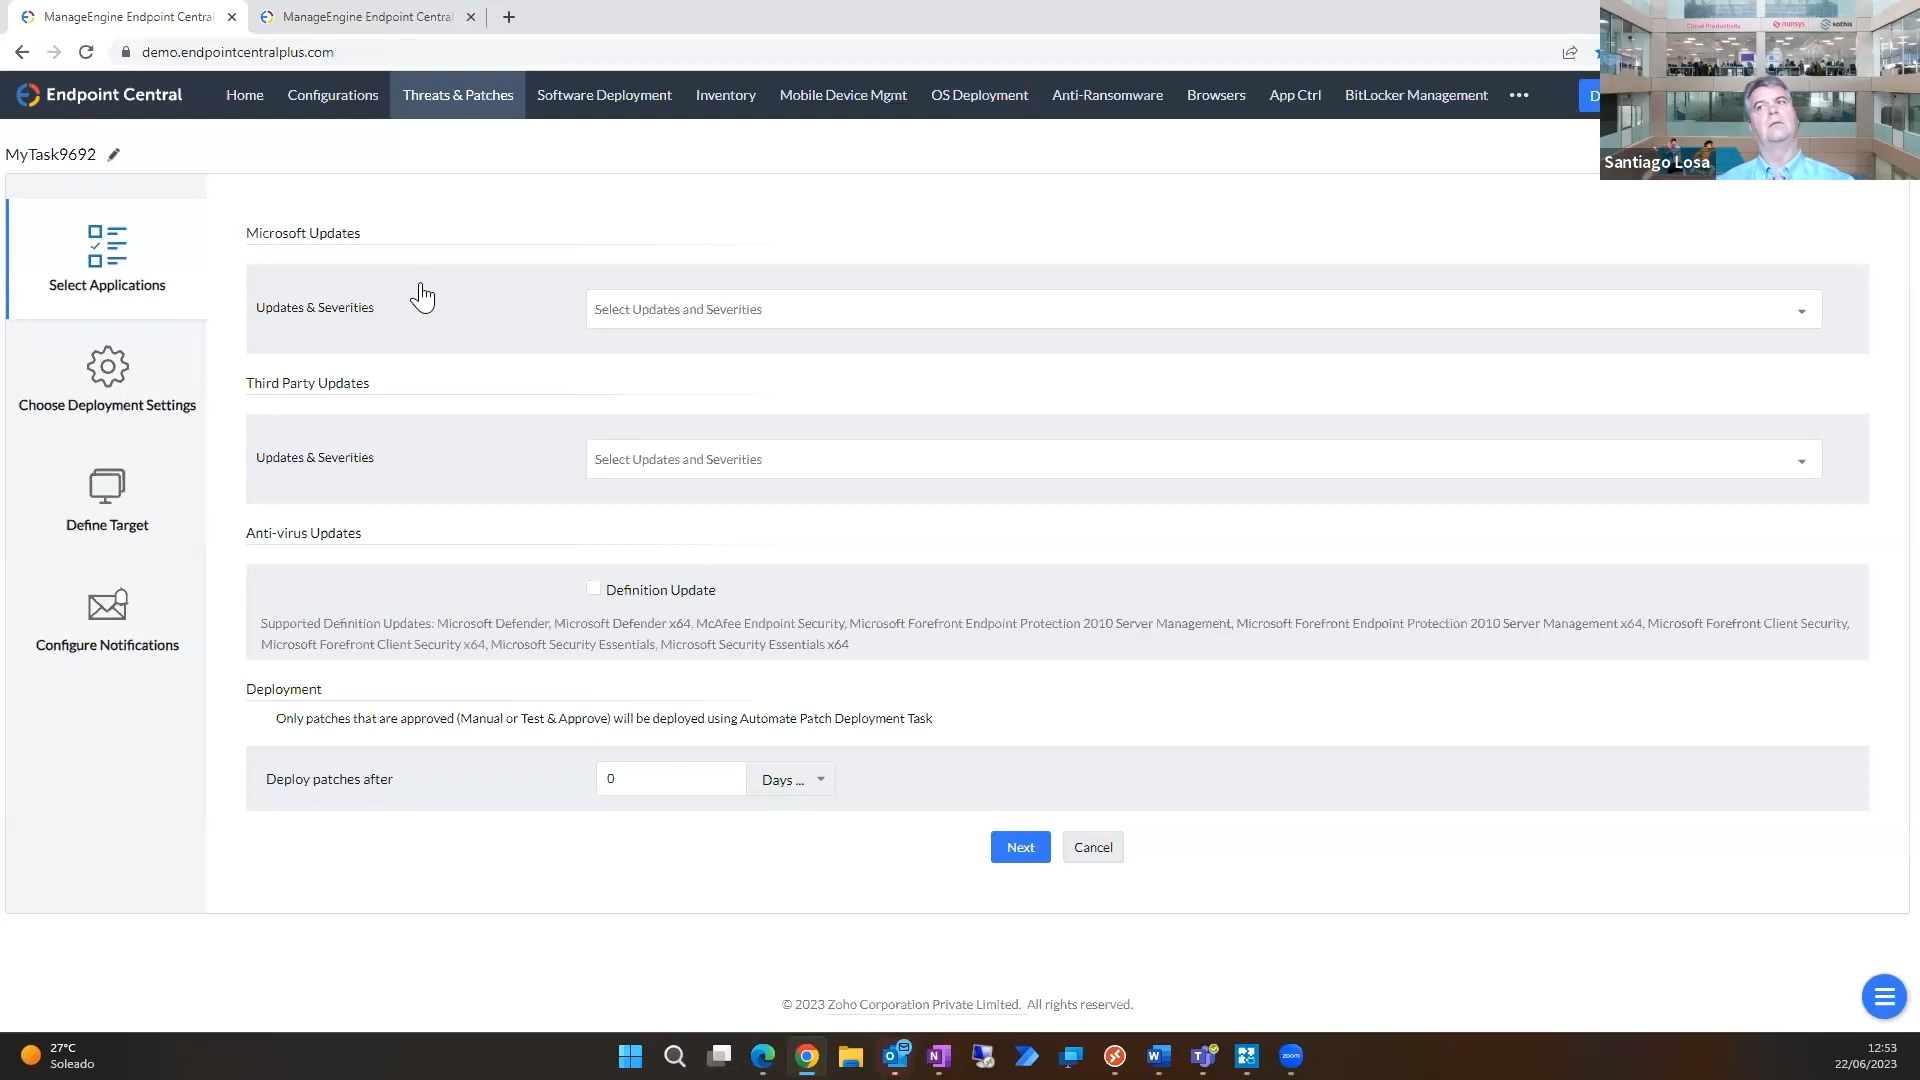 ManageEngine Endpoint Central
ManageEngine Endpoint Central
demo.endpointcentralplus.com
Endpoint Central
Home
Configurations
Threats & Patches
Software Deployment
Inventory
Mobile Device Mgmt
OS Deployment
Anti-Ransomware
Browsers
App Ctrl
BitLocker Management
D
Cloud Productivity
nunsys
sothis
Santiago Losa
MyTask9692
Select Applications
Choose Deployment Settings
Define Target
Configure Notifications
Microsoft Updates
Updates & Severities
Select Updates and Severities
Third Party Updates
Updates & Severities
Select Updates and Severities
Anti-virus Updates
Definition Update
Supported Definition Updates: Microsoft Defender, Microsoft Defender x64, McAfee Endpoint Security, Microsoft Forefront Endpoint Protection 2010 Server Management, Microsoft Forefront Endpoint Protection 2010 Server Management x64, Microsoft Forefront Client Security,
Microsoft Forefront Client Security x64, Microsoft Security Essentials, Microsoft Security Essentials x64
Deployment
Only patches that are approved (Manual or Test & Approve) will be deployed using Automate Patch Deployment Task
Deploy patches after
0
Days ...
Next
Cancel
© 2023 Zoho Corporation Private Limited. All rights reserved.
27°C
Soleado
zoom
12:53
22/06/2023